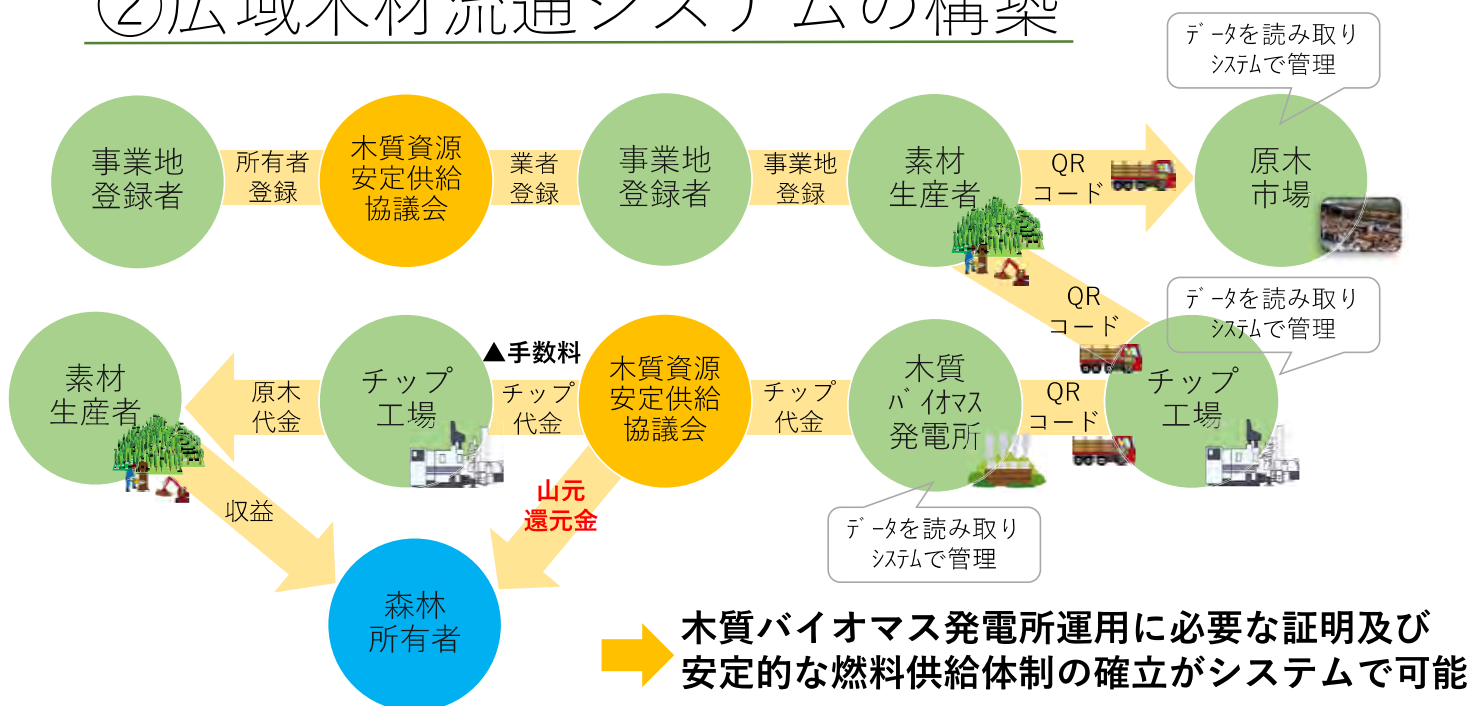 ②広域木材流通システムの構築
データを読み取り
システムで管理
事業地
登録者
所有者
登録
木質資源
安定供給
協議会
業者
登録
事業地
登録者
事業地
登録
素材
生産者
QR
コード
原木
市場
QR
コード
データを読み取り
システムで管理
素材
生産者
原木
代金
チップ
工場
▲手数料
チップ
代金
木質資源
安定供給
協議会
チップ
代金
木質
バイオマス
発電所
QR
コード
チップ
工場
収益
山元
還元金
データを読み取り
システムで管理
森林
所有者
木質バイオマス発電所運用に必要な証明及び
安定的な燃料供給体制の確立がシステムで可能